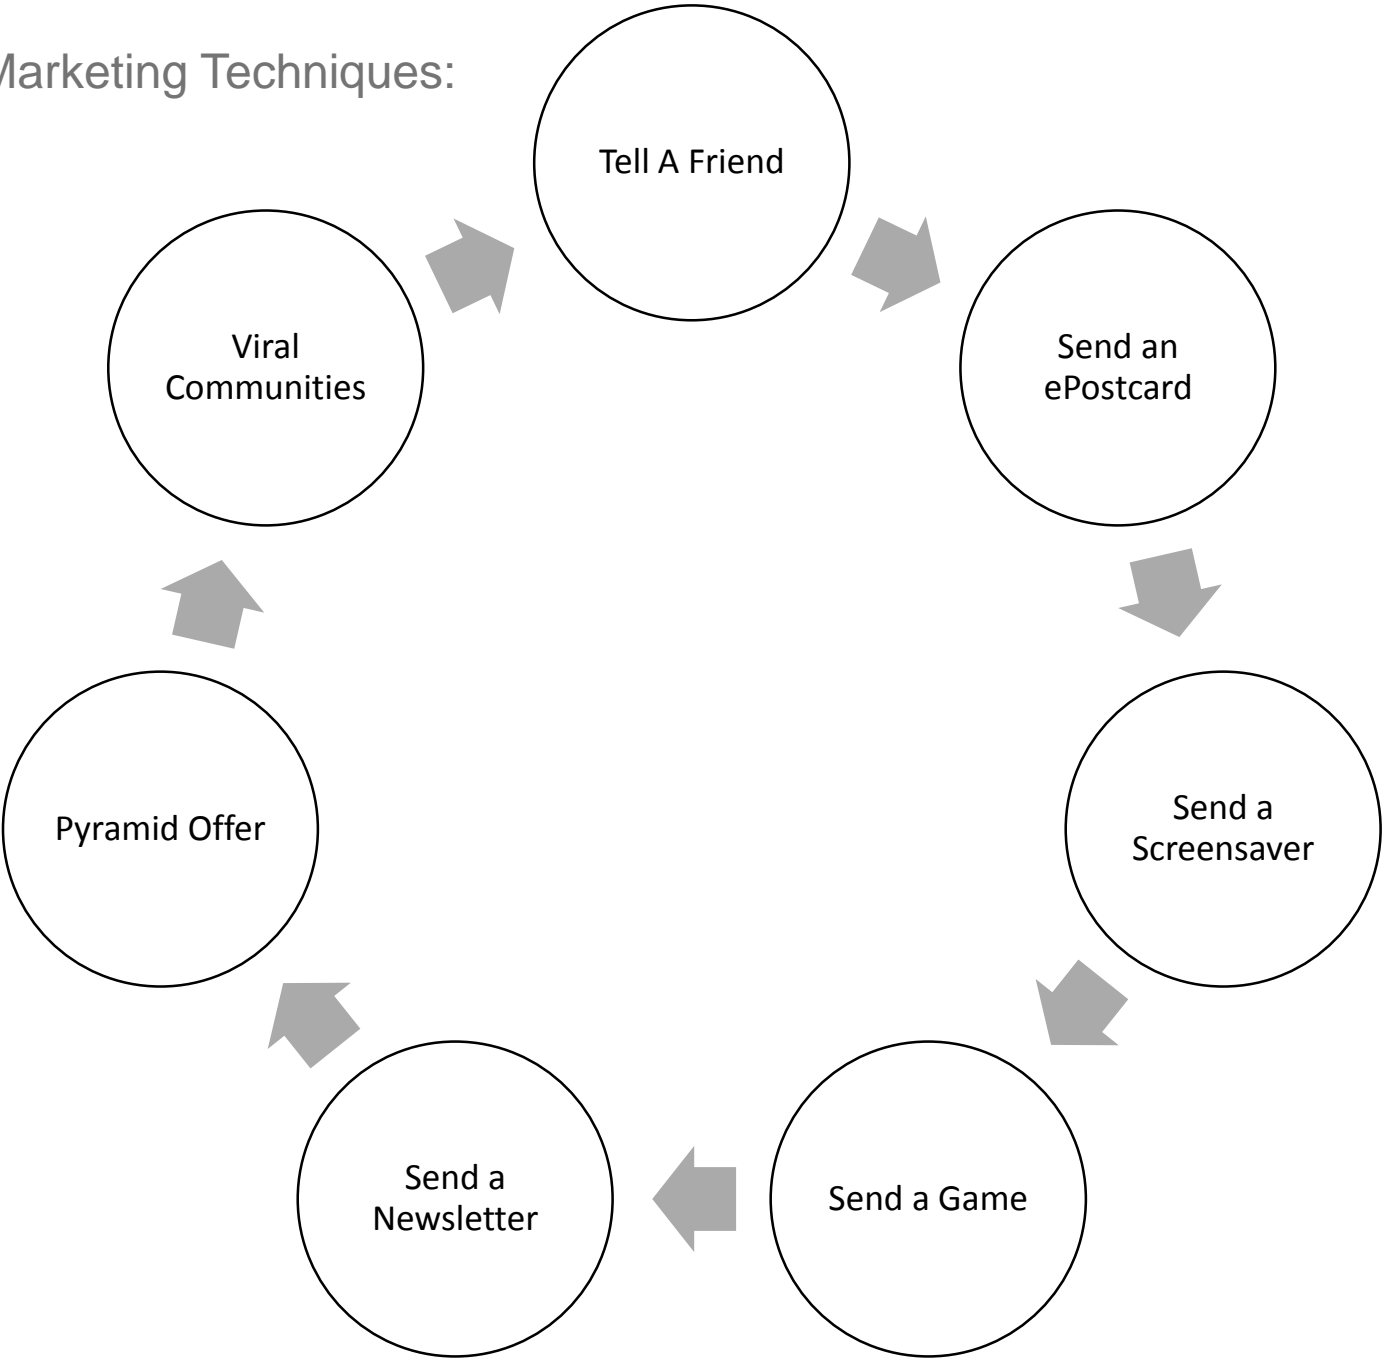 Marketing Techniques:
Tell A Friend
Send an
ePostcard
Send a
Screensaver
Send a Game
Send a
Newsletter
Pyramid Offer
Viral
Communities